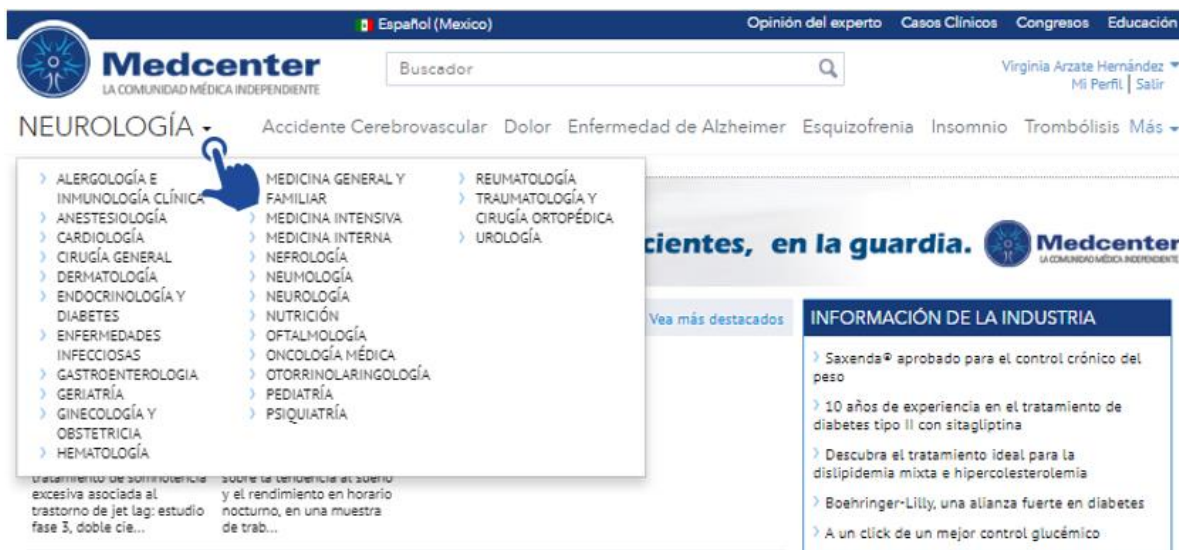 Español (Mexico)
Opinión del experto Casos Clínicos Congresos Educación
Medcenter
LA COMUNIDAD MÉDICA INDEPENDIENTE
Buscador
Virginia Arzate Hernández
Mi Perfil | Salir
NEUROLOGÍA
Accidente Cerebrovascular Dolor Enfermedad de Alzheimer Esquizofrenia Insomnio Trombólisis Más
ALERGOLOGÍA E
INMUNOLOGÍA CLÍNICA
ANESTESIOLOGÍA
CARDIOLOGÍA
CIRUGÍA GENERAL
DERMATOLOGÍA
ENDOCRINOLOGÍA Y
DIABETES
ENFERMEDADES
INFECCIOSAS
GASTROENTEROLOGIA
GERIATRÍA
GINECOLOGÍA Y
OBSTETRICIA
HEMATOLOGÍA
MEDICINA GENERAL Y
FAMILIAR
MEDICINA INTENSIVA
MEDICINA INTERNA
NEFROLOGÍA
NEUMOLOGÍA
NEUROLOGÍA
NUTRICIÓN
OFTALMOLOGÍA
ONCOLOGÍA MÉDICA
OTORRINOLARINGOLOGÍA
PEDIATRÍA
PSIQUIATRÍA
REUMATOLOGÍA
TRAUMATOLOGÍA Y
CIRUGÍA ORTOPÉDICA
UROLOGÍA
cientes, en la guardia.
Medcenter
LA COMUNIDAD MÉDICA INDEPENDIENTE
Vea más destacados
tratamiento de somnolencia
excesiva asociada al
trastorno de jet lag: estudio
fase 3, doble cie...
sobre la tendencia al sueño
y el rendimiento en horario
nocturno, en una muestra
de trab...
INFORMACIÓN DE LA INDUSTRIA
Saxenda® aprobado para el control crónico del
peso
10 años de experiencia en el tratamiento de
diabetes tipo II con sitagliptina
Descubra el tratamiento ideal para la
dislipidemia mixta e hipercolesterolemia
Boehringer-Lilly, una alianza fuerte en diabetes
A un click de un mejor control glucémico